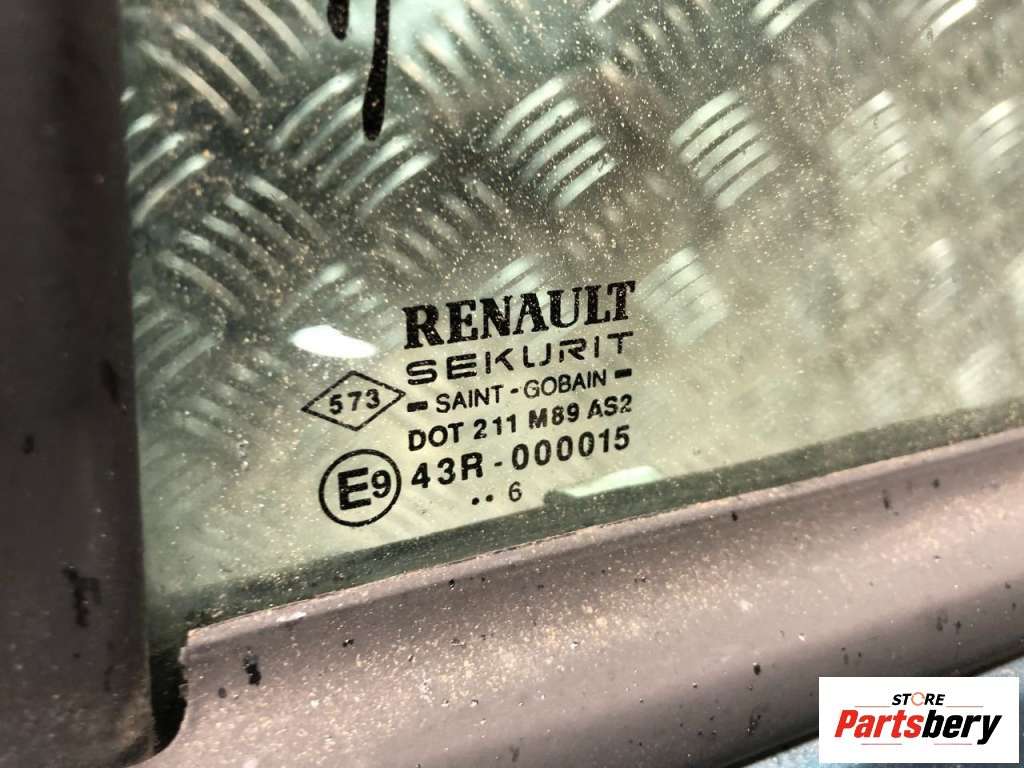 RENAULT
SEKURIT
573
- SAINT - GOBAIN -
DOT 211 M89 AS2
E9 43R - 000015
.. 6
STORE
Partsbery